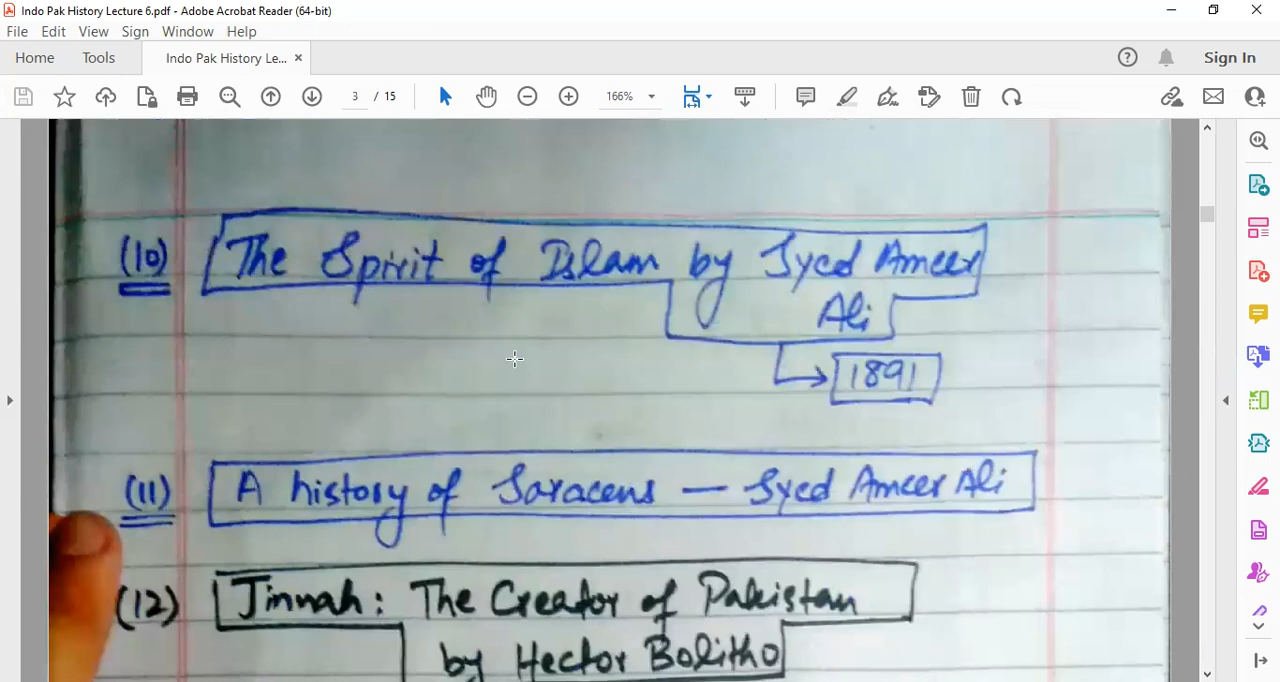 Indo Pak History Lecture 6.pdf - Adobe Acrobat Reader (64-bit)
File Edit View Sign Window Help
Home Tools Indo Pak History Le... × Sign In
3 / 15 166%
(10) The Spirit of Islam by Syed Ameer
Ali
1891
(11) A history of Saracens — Syed Ameer Ali
(12) Jinnah: The Creator of Pakistan
by Hector Bolitho